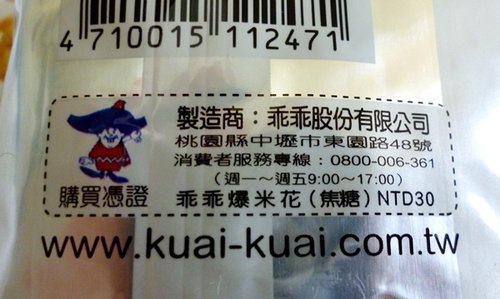 4 710015 112471
製造商：乖乖股份有限公司
桃園縣中壢市東園路48號
消費者服務專線：0800-006-361
（週一～週五9:00～17:00）
購買憑證 乖乖爆米花（焦糖）NTD30
www.kuai-kuai.com.tw